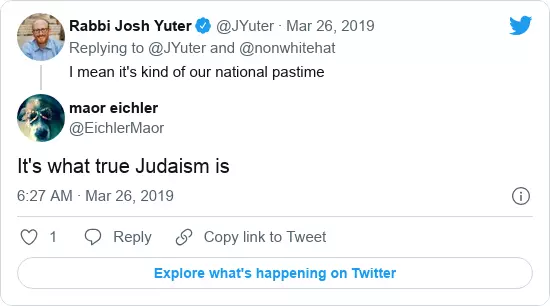 Rabbi Josh Yuter @JYuter · Mar 26, 2019
Replying to @JYuter and @nonwhitehat
I mean it's kind of our national pastime
maor eichler
@EichlerMaor
It's what true Judaism is
6:27 AM · Mar 26, 2019
1 Reply Copy link to Tweet
Explore what's happening on Twitter